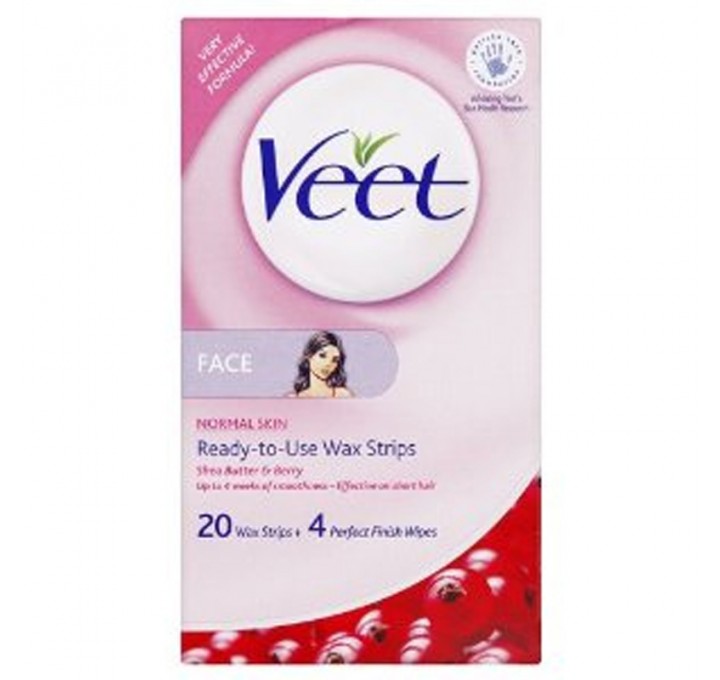 VERY
EFFECTIVE
FORMULA!
Veet
FACE
NORMAL SKIN
Ready-to-Use Wax Strips
Shea Butter & Berry
Up to 4 weeks of smoothness - Effective on short hair
20 Wax Strips + 4 Perfect Finish Wipes